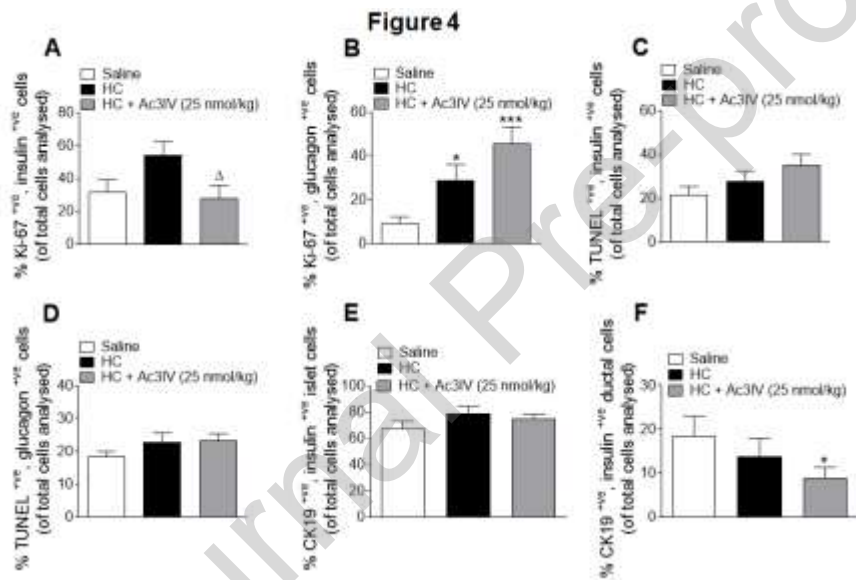 Figure 4
A
Saline
HC
HC + Ac3IV (25 nmol/kg)
% Ki-67 +ve, insulin +ve cells
(of total cells analysed)
80
60
40
20
0
Δ
B
Saline
HC
HC + Ac3IV (25 nmol/kg)
% Ki-67 +ve, glucagon +ve cells
(of total cells analysed)
60
40
20
0
*
***
C
Saline
HC
HC + Ac3IV (25 nmol/kg)
% TUNEL +ve, insulin +ve cells
(of total cells analysed)
60
40
20
0
D
Saline
HC
HC + Ac3IV (25 nmol/kg)
% TUNEL +ve, glucagon +ve cells
(of total cells analysed)
40
30
20
10
0
E
Saline
HC
HC + Ac3IV (25 nmol/kg)
% CK19 +ve, insulin +ve islet cells
(of total cells analysed)
100
80
60
40
20
0
F
Saline
HC
HC + Ac3IV (25 nmol/kg)
% CK19 +ve, insulin +ve ductal cells
(of total cells analysed)
30
20
10
0
*
urnal Pre-pro